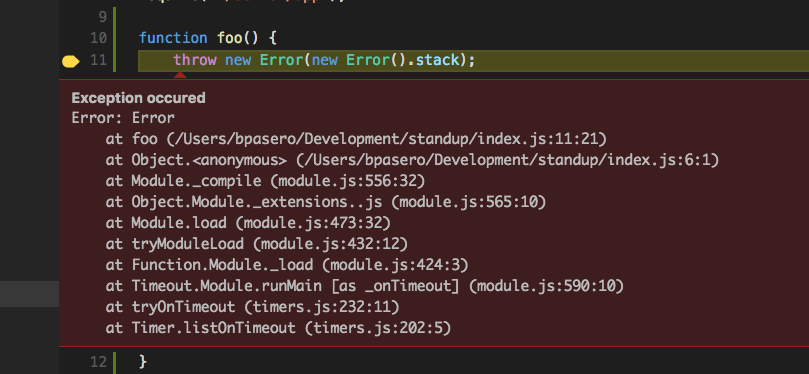 9
10 function foo() {
11 throw new Error(new Error().stack);
Exception occured
Error: Error
at foo (/Users/bpasero/Development/standup/index.js:11:21)
at Object.<anonymous> (/Users/bpasero/Development/standup/index.js:6:1)
at Module._compile (module.js:556:32)
at Object.Module._extensions..js (module.js:565:10)
at Module.load (module.js:473:32)
at tryModuleLoad (module.js:432:12)
at Function.Module._load (module.js:424:3)
at Timeout.Module.runMain [as _onTimeout] (module.js:590:10)
at tryOnTimeout (timers.js:232:11)
at Timer.listOnTimeout (timers.js:202:5)
12 }